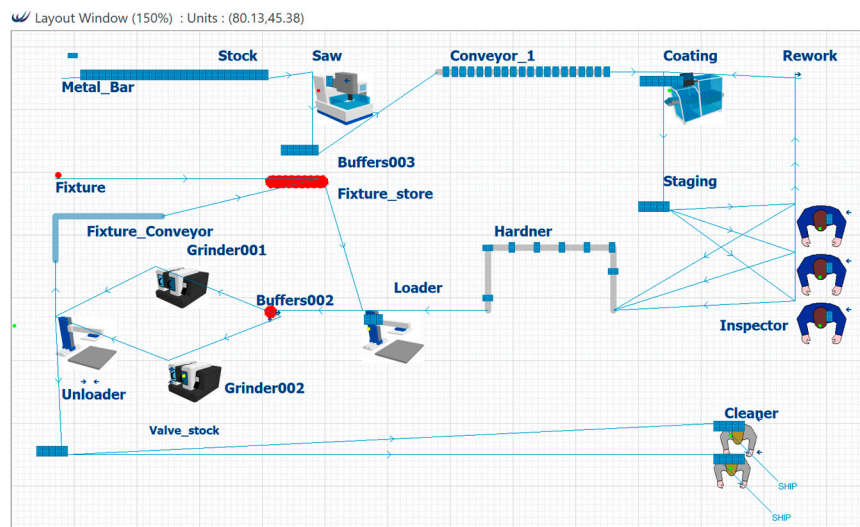 Layout Window (150%) : Units : (80.13,45.38)
Stock
Saw
Conveyor_1
Coating
Rework
Metal_Bar
Buffers003
Fixture
Fixture_store
Staging
Fixture_Conveyor
Hardner
Grinder001
Buffers002
Loader
Inspector
Unloader
Grinder002
Cleaner
Valve_stock
SHIP
SHIP